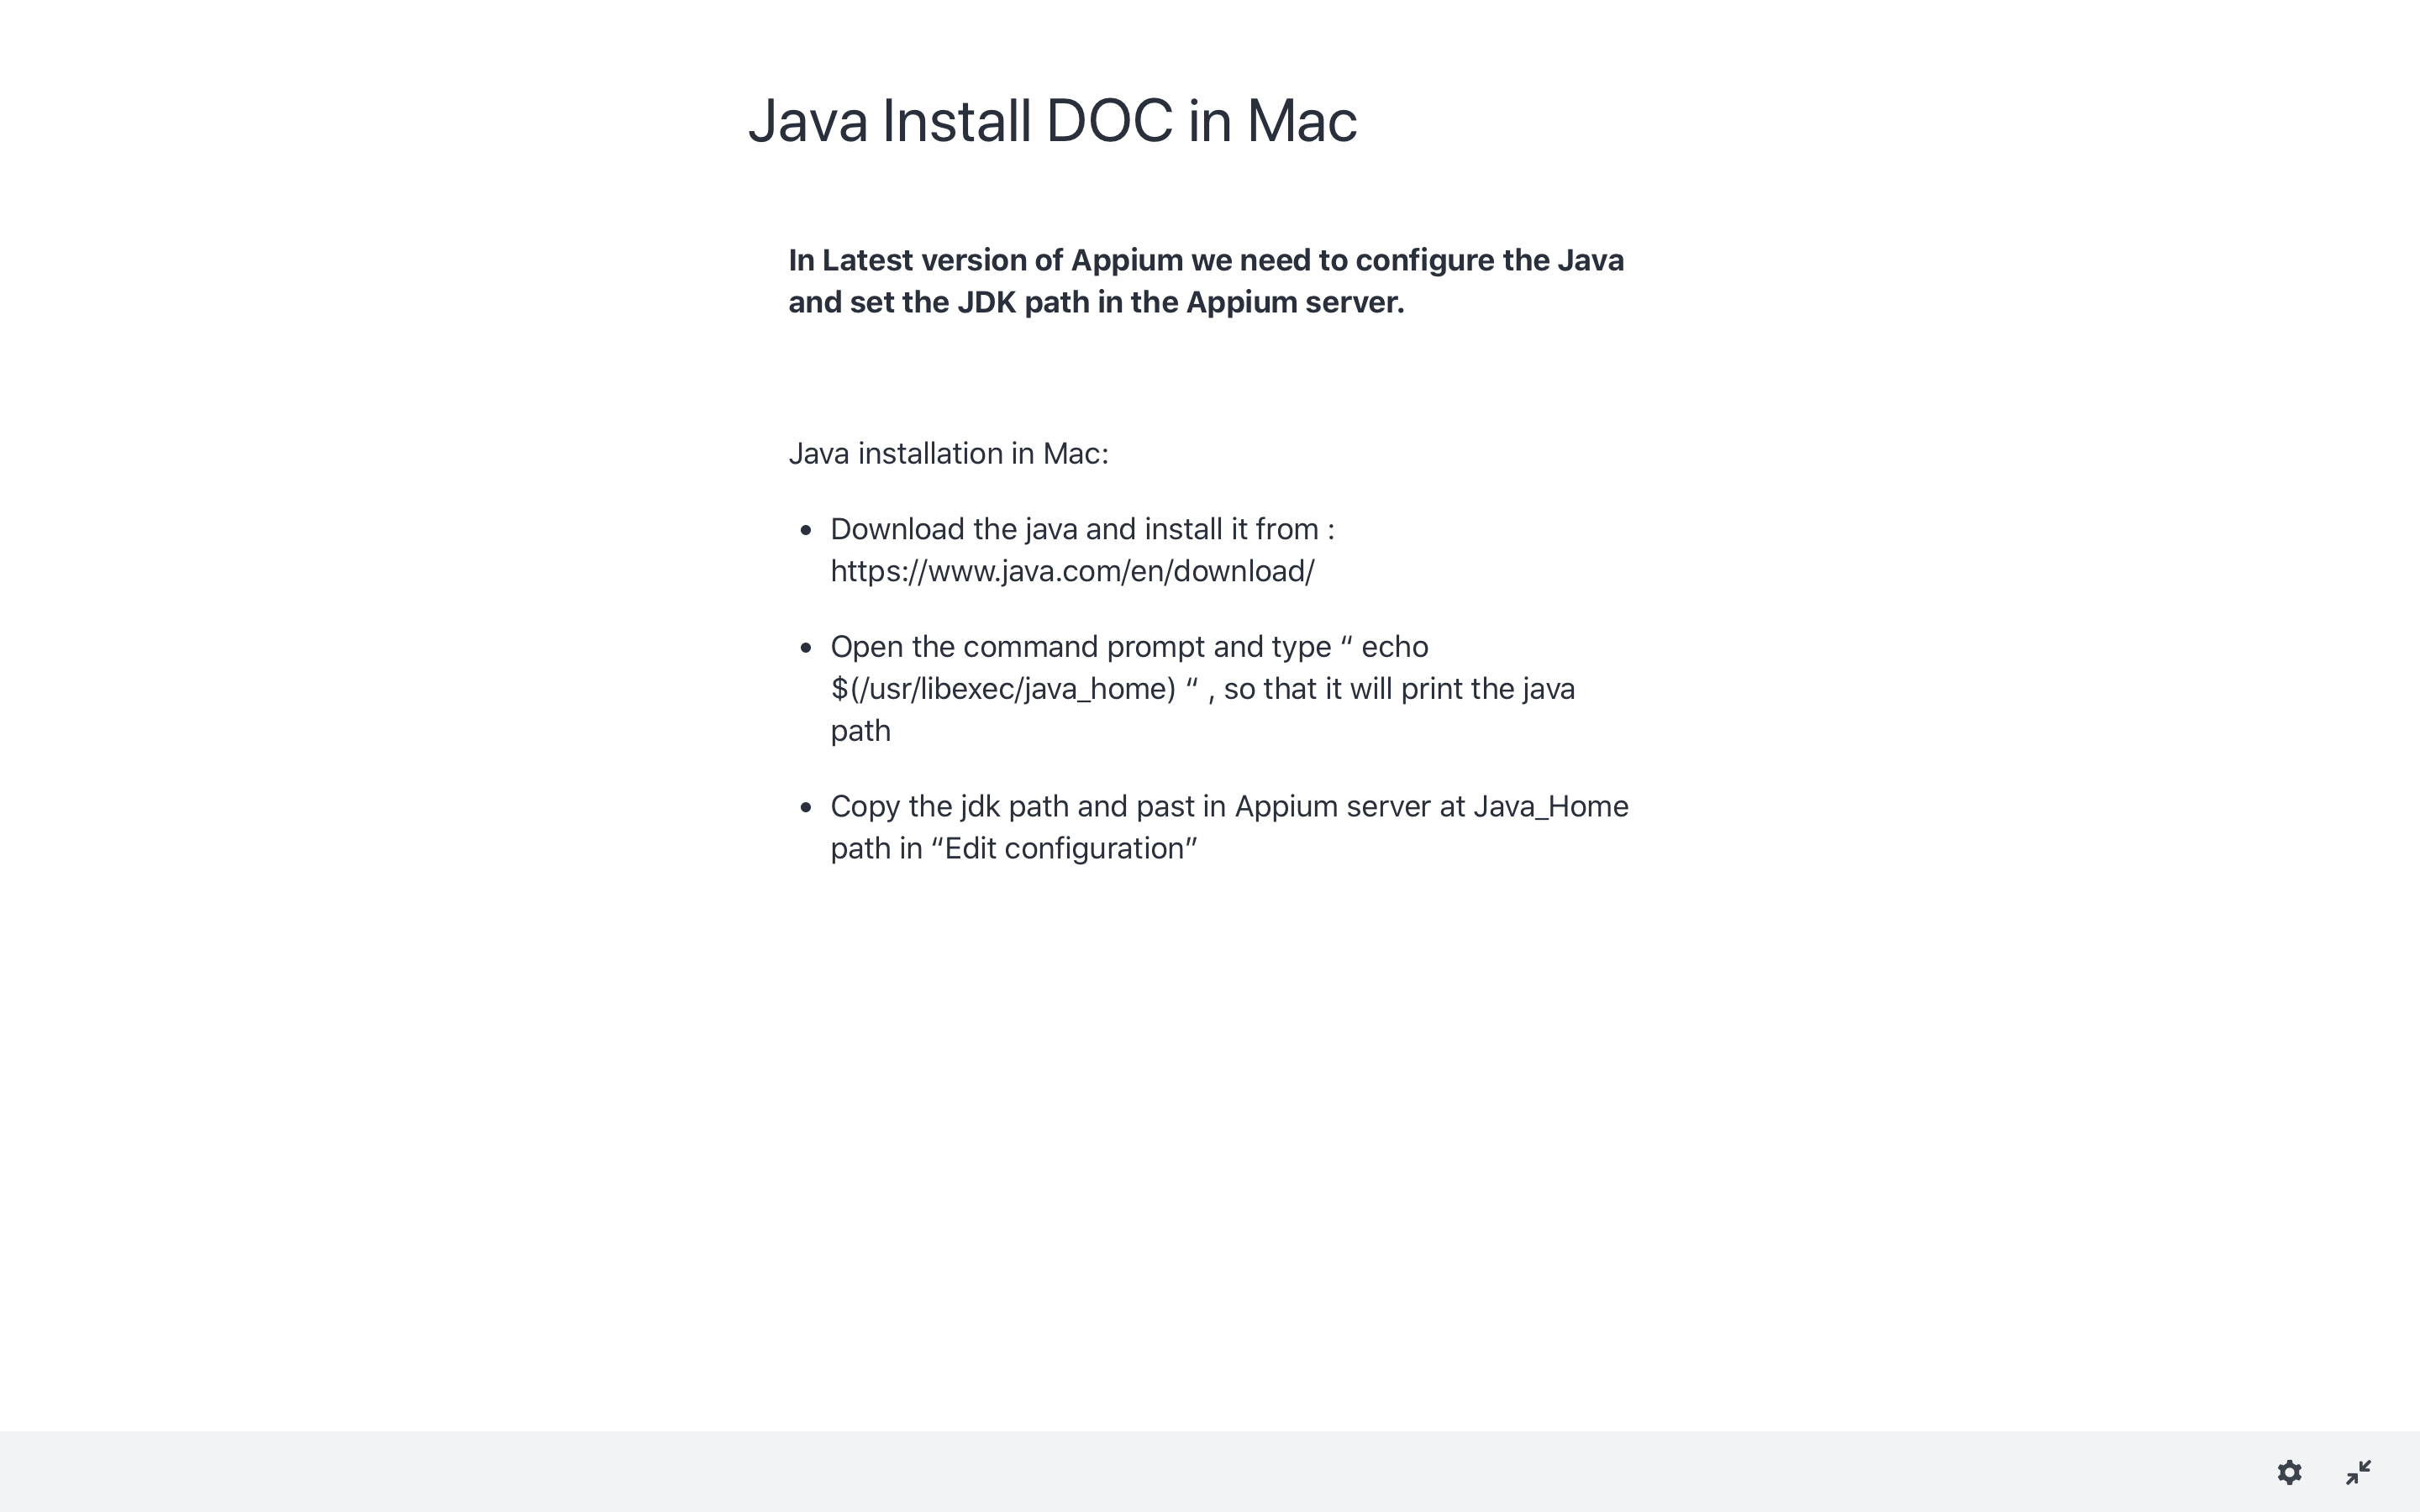 Java Install DOC in Mac
In Latest version of Appium we need to configure the Java
and set the JDK path in the Appium server.
Java installation in Mac:
Download the java and install it from :
https://www.java.com/en/download/
Open the command prompt and type “ echo
$(/usr/libexec/java_home) “ , so that it will print the java
path
Copy the jdk path and past in Appium server at Java_Home
path in “Edit configuration”